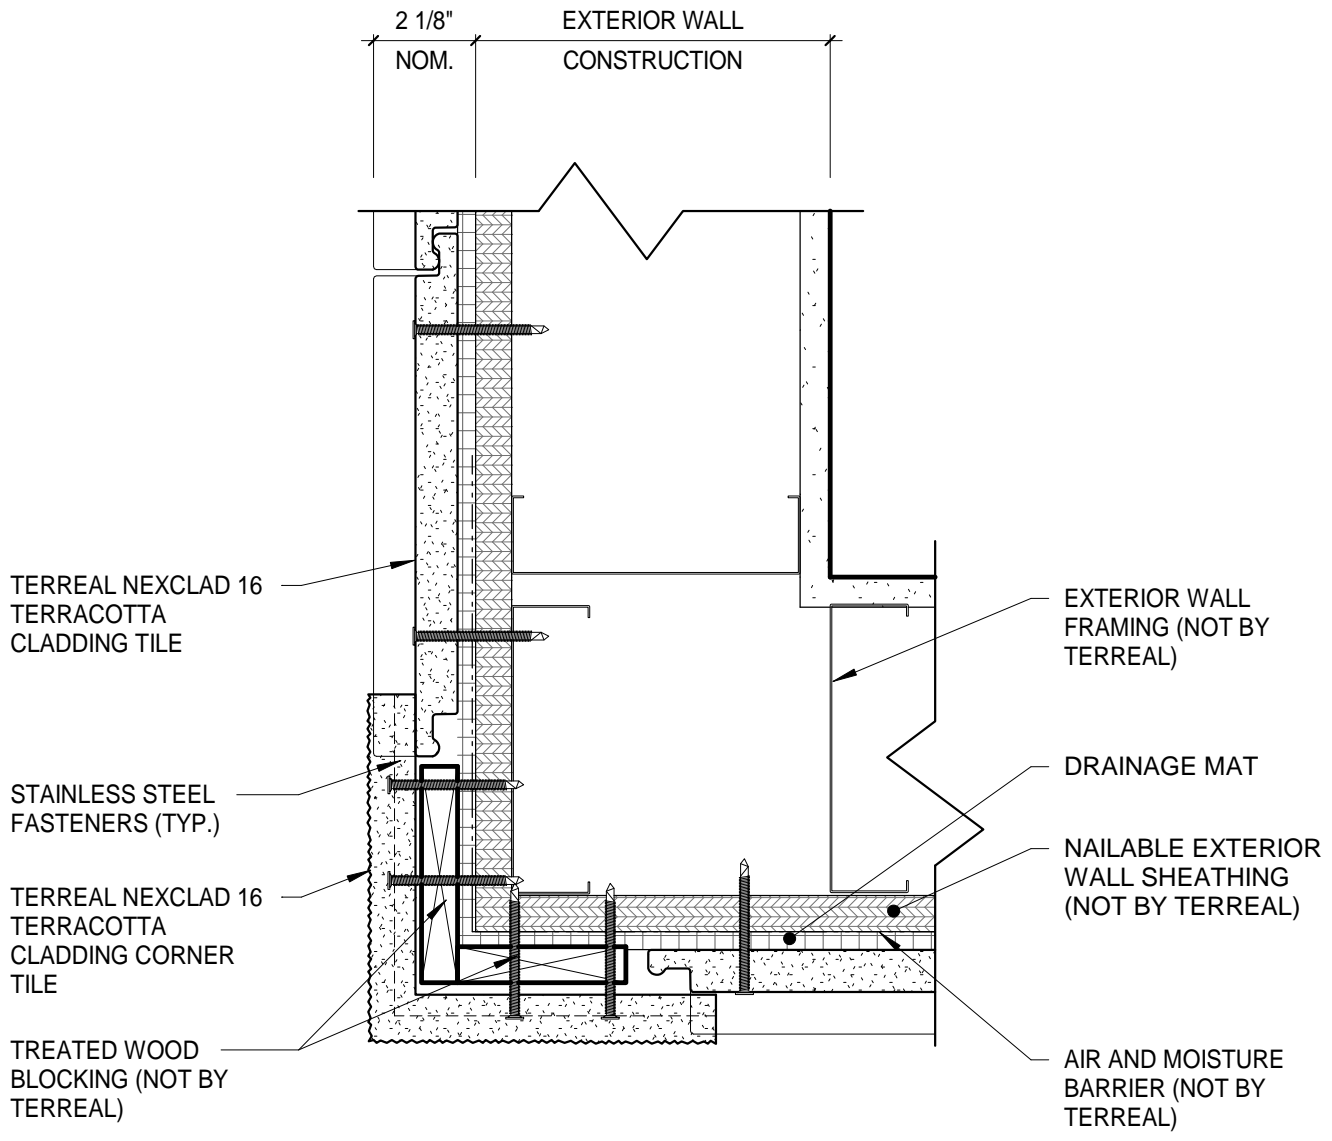 2 1/8"
NOM.
EXTERIOR WALL
CONSTRUCTION
TERREAL NEXCLAD 16
TERRACOTTA
CLADDING TILE
STAINLESS STEEL
FASTENERS (TYP.)
TERREAL NEXCLAD 16
TERRACOTTA
CLADDING CORNER
TILE
TREATED WOOD
BLOCKING (NOT BY
TERREAL)
EXTERIOR WALL
FRAMING (NOT BY
TERREAL)
DRAINAGE MAT
NAILABLE EXTERIOR
WALL SHEATHING
(NOT BY TERREAL)
AIR AND MOISTURE
BARRIER (NOT BY
TERREAL)